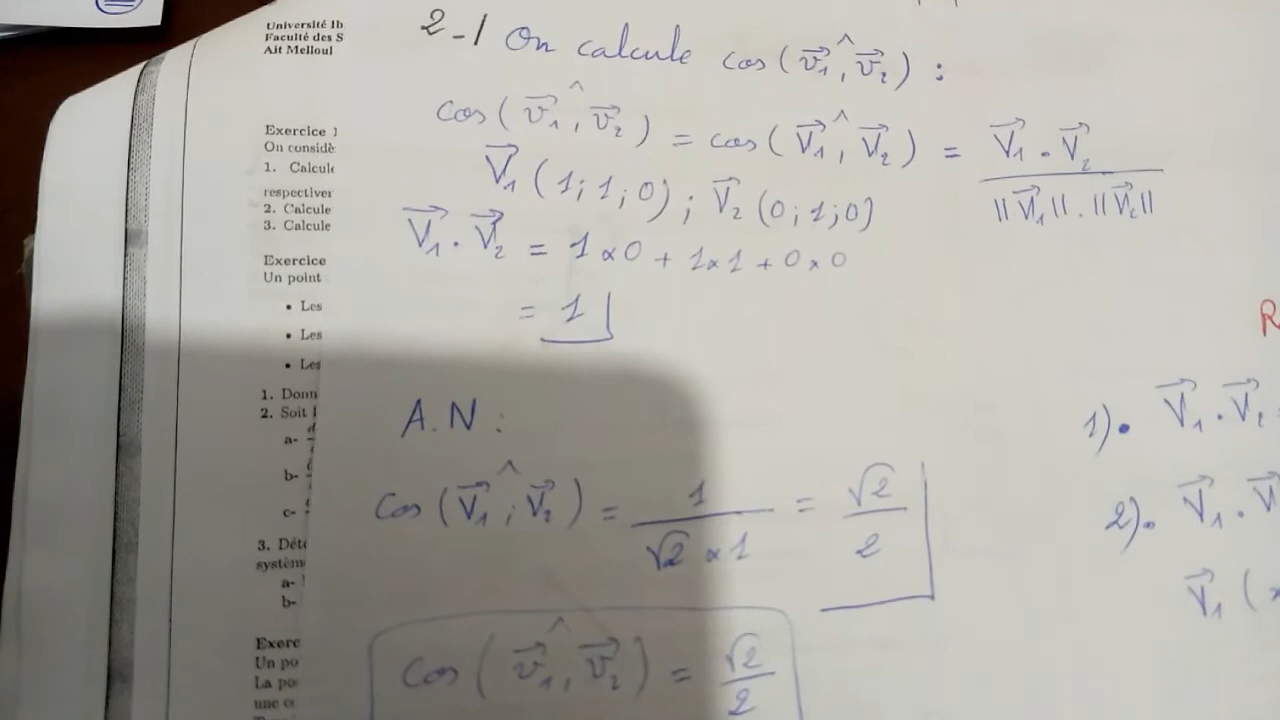 Université Ib
Faculté des S
Ait Melloul
Exercice 1
On considè
1. Calcule
respectiver
2. Calcule
3. Calcule
Exercice
Un point
• Les
• Les
• Les
1. Donn
2. Soit
a-
b-
c-
3. Déte
systèm
a-
b-
Exerc
Un po
La po
une c
2-1 On calcule cos(v⃗₁ ^, v⃗₂) :
cos(v⃗₁ ^, v⃗₂) = cos(V⃗₁ ^, V⃗₂) = V⃗₁ . V⃗₂ / ||V⃗₁|| . ||V⃗₂||
V⃗₁ (1; 1; 0) ; V⃗₂ (0; 1; 0)
V⃗₁ . V⃗₂ = 1×0 + 1×1 + 0×0
= 1
A.N :
Cos (V⃗₁ ^; V⃗₂) = 1 / √2 × 1 = √2 / 2
Cos (v⃗₁ ^, v⃗₂) = √2 / 2
R
1). V⃗₁ . V⃗₂
2). V⃗₁ . V⃗
V⃗₁ (